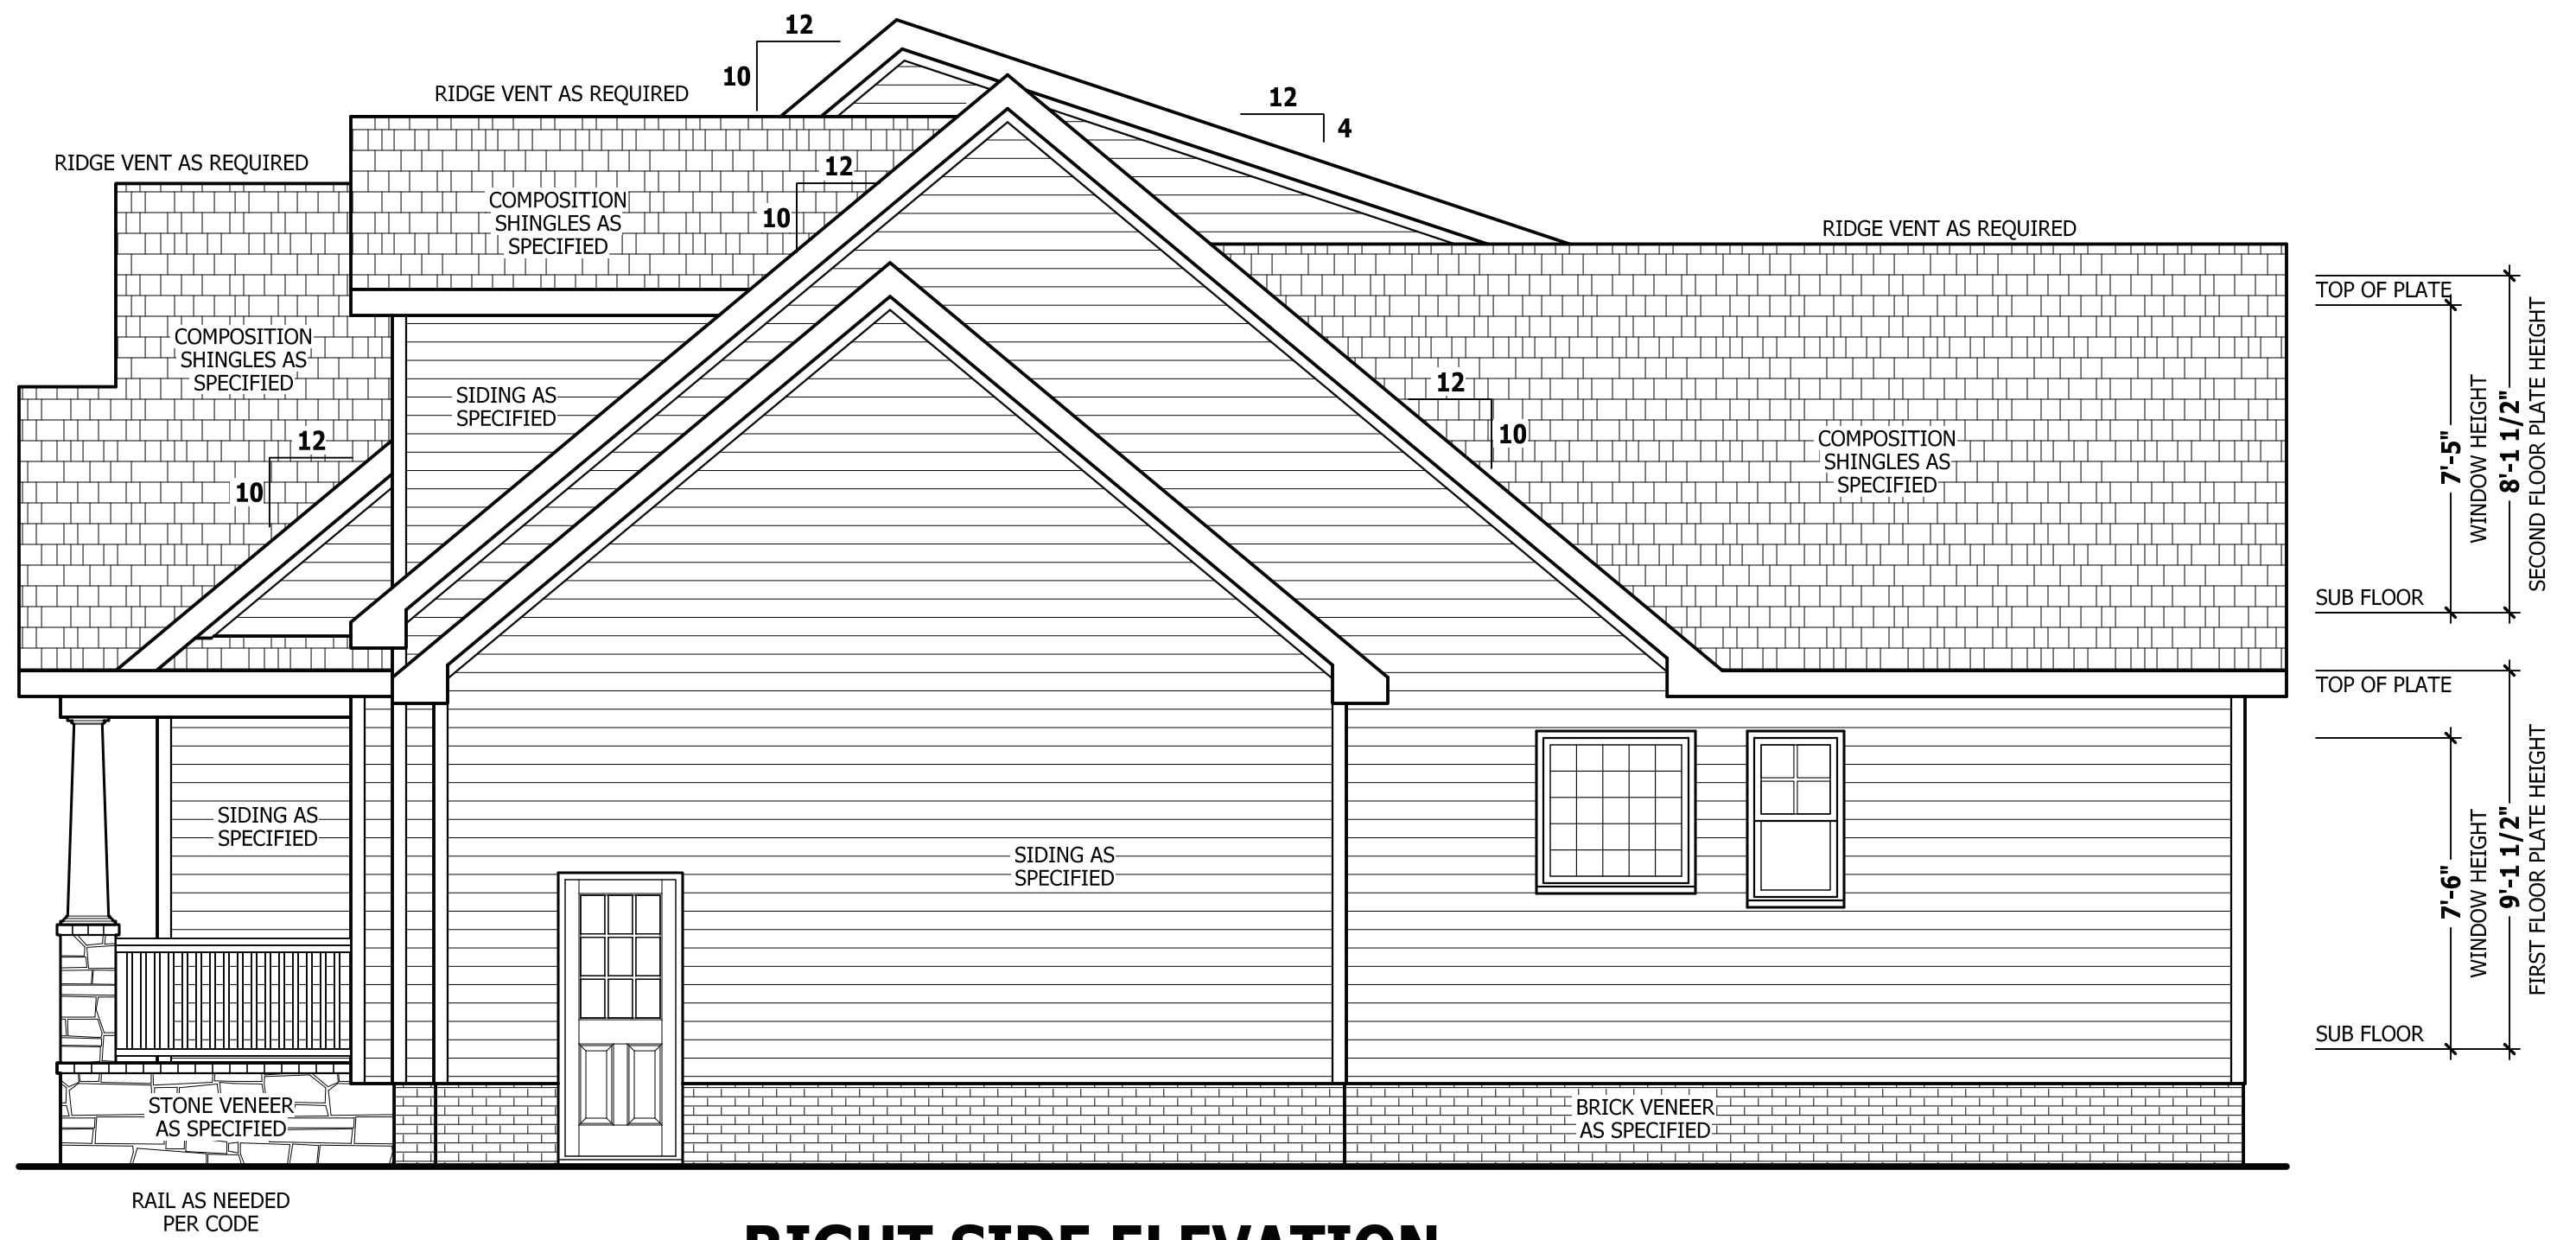 12
10
RIDGE VENT AS REQUIRED
12
4
RIDGE VENT AS REQUIRED
12
10
COMPOSITION
SHINGLES AS
SPECIFIED
RIDGE VENT AS REQUIRED
TOP OF PLATE
COMPOSITION
SHINGLES AS
SPECIFIED
SIDING AS
SPECIFIED
12
10
12
10
COMPOSITION
SHINGLES AS
SPECIFIED
7'-5"
WINDOW HEIGHT
8'-1 1/2"
SECOND FLOOR PLATE HEIGHT
SUB FLOOR
TOP OF PLATE
SIDING AS
SPECIFIED
SIDING AS
SPECIFIED
7'-6"
WINDOW HEIGHT
9'-1 1/2"
FIRST FLOOR PLATE HEIGHT
SUB FLOOR
STONE VENEER
AS SPECIFIED
BRICK VENEER
AS SPECIFIED
RAIL AS NEEDED
PER CODE
RIGHT SIDE ELEVATION